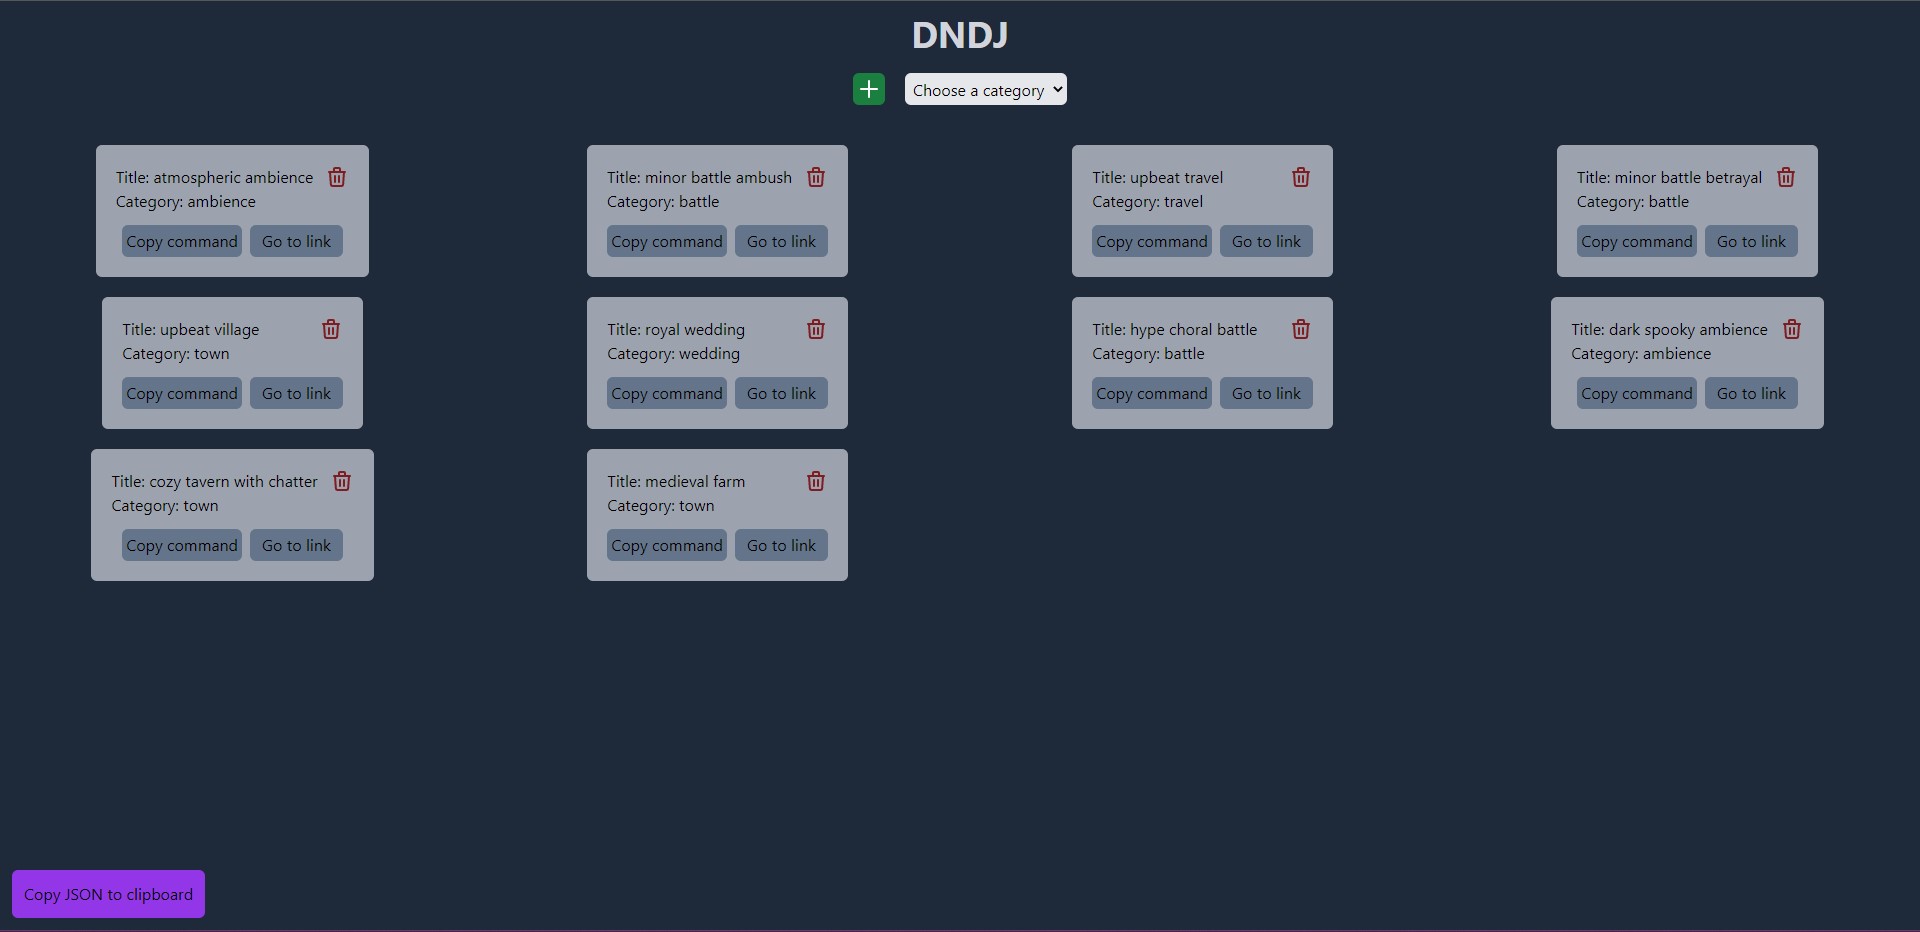 DNDJ
Choose a category
Title: atmospheric ambience
Category: ambience
Copy command
Go to link
Title: minor battle ambush
Category: battle
Copy command
Go to link
Title: upbeat travel
Category: travel
Copy command
Go to link
Title: minor battle betrayal
Category: battle
Copy command
Go to link
Title: upbeat village
Category: town
Copy command
Go to link
Title: royal wedding
Category: wedding
Copy command
Go to link
Title: hype choral battle
Category: battle
Copy command
Go to link
Title: dark spooky ambience
Category: ambience
Copy command
Go to link
Title: cozy tavern with chatter
Category: town
Copy command
Go to link
Title: medieval farm
Category: town
Copy command
Go to link
Copy JSON to clipboard